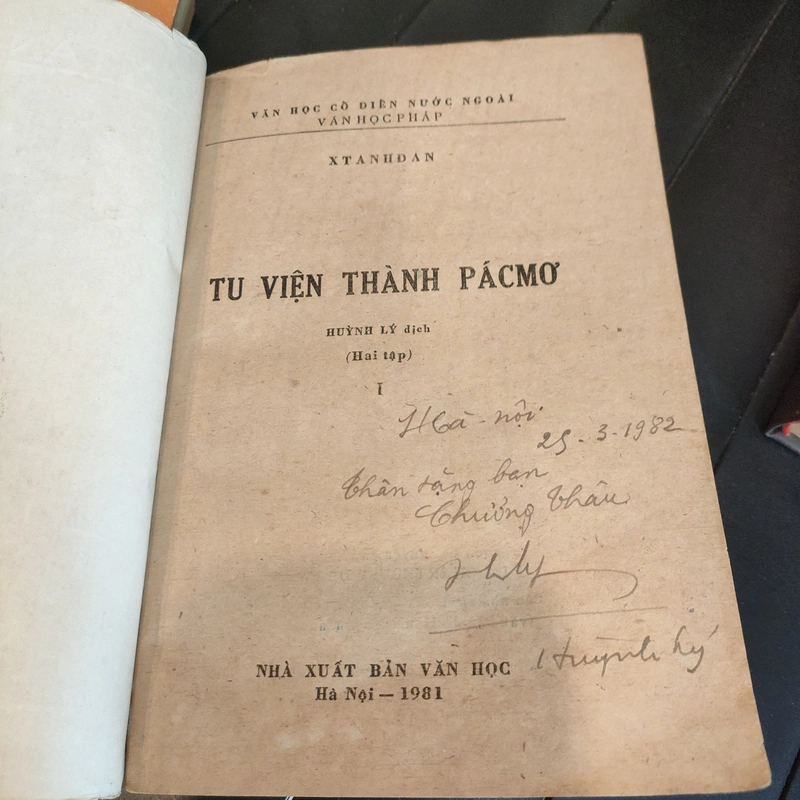 VĂN HỌC CỔ ĐIỂN NƯỚC NGOÀI
VĂN HỌC PHÁP
XTANHĐAN
TU VIỆN THÀNH PÁCMƠ
HUỲNH LÝ dịch
(Hai tập)
I
Hà-nội
25-3-1982
Thân tặng bạn
Chương Thâu
Huỳnh Lý
NHÀ XUẤT BẢN VĂN HỌC
Hà Nội — 1981